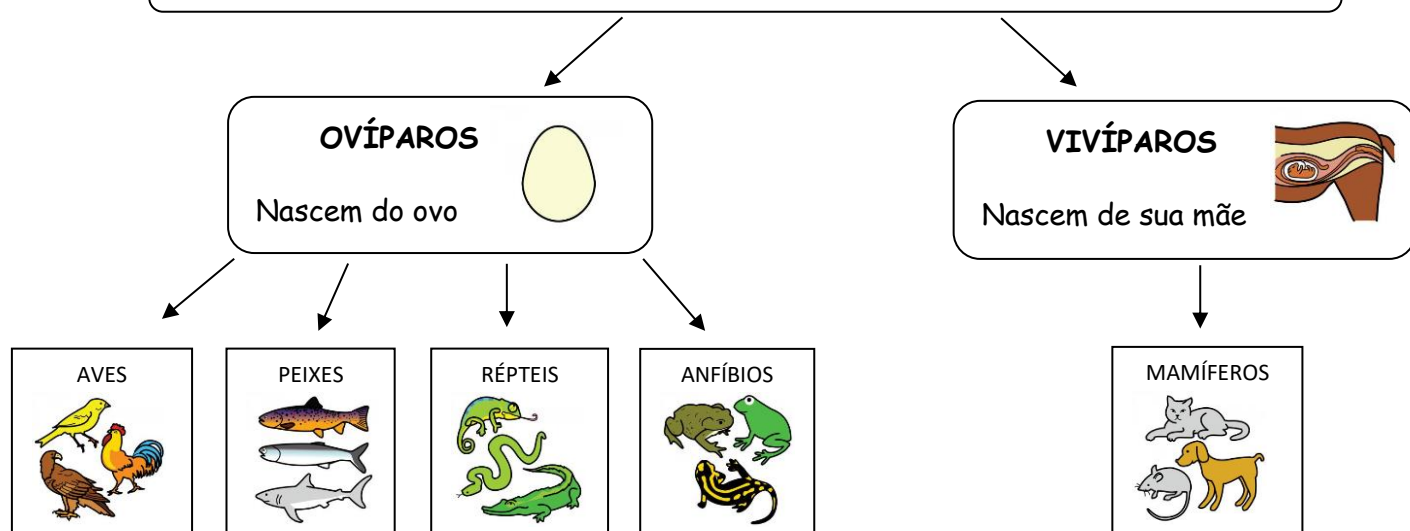 OVÍPAROS
Nascem do ovo
VIVÍPAROS
Nascem de sua mãe
AVES
PEIXES
RÉPTEIS
ANFÍBIOS
MAMÍFEROS